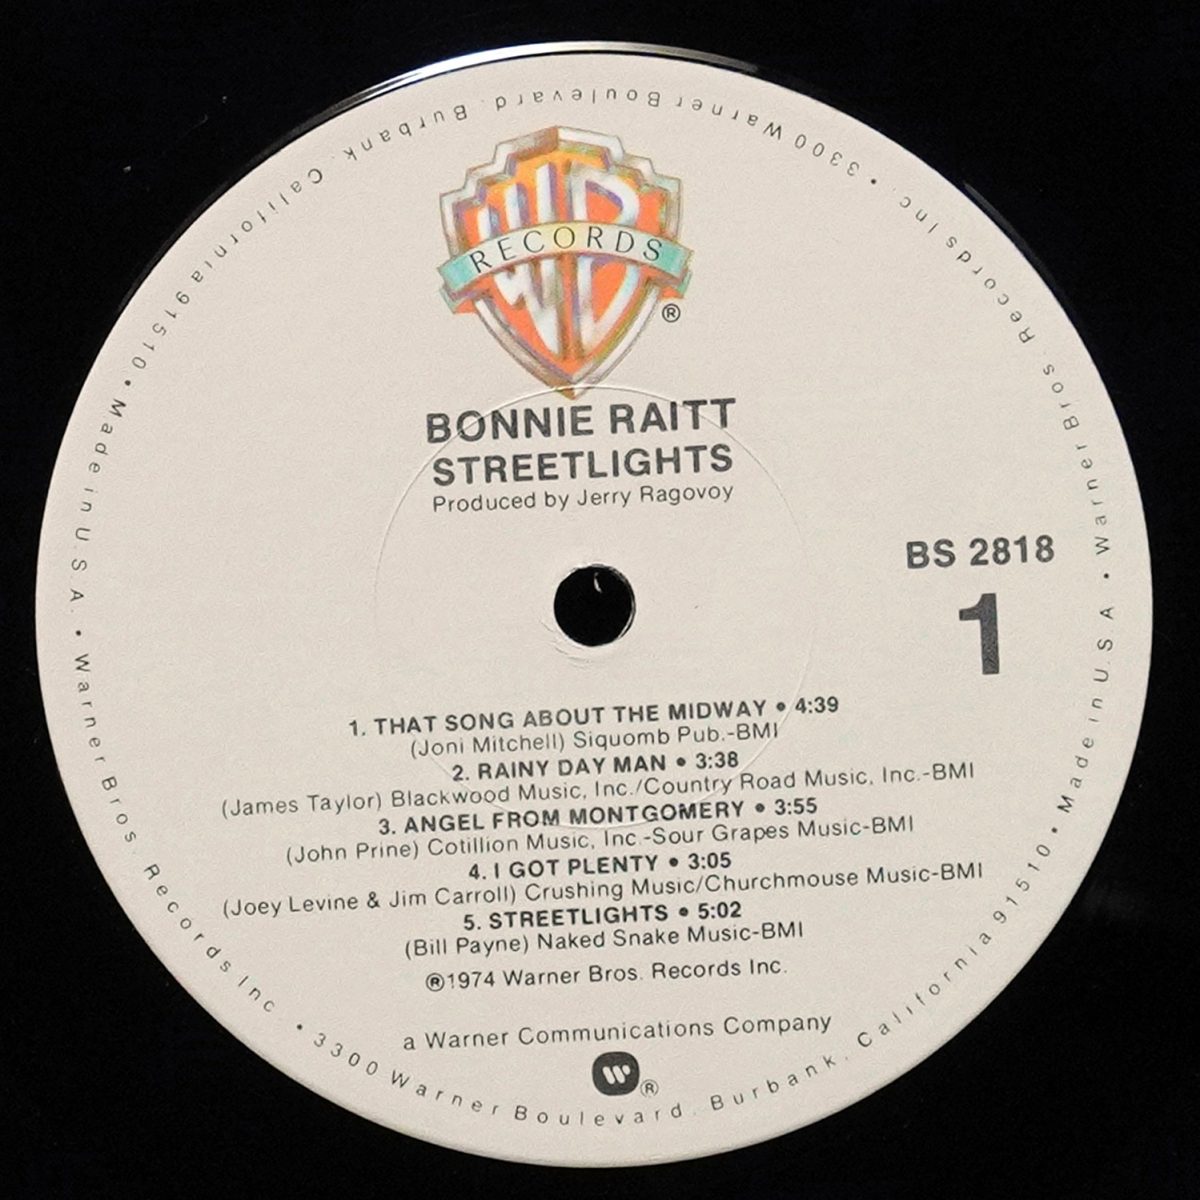 WB
RECORDS
®
BONNIE RAITT
STREETLIGHTS
Produced by Jerry Ragovoy
BS 2818
1
1. THAT SONG ABOUT THE MIDWAY • 4:39
(Joni Mitchell) Siquomb Pub.-BMI
2. RAINY DAY MAN • 3:38
(James Taylor) Blackwood Music, Inc./Country Road Music, Inc.-BMI
3. ANGEL FROM MONTGOMERY • 3:55
(John Prine) Cotillion Music, Inc.-Sour Grapes Music-BMI
4. I GOT PLENTY • 3:05
(Joey Levine & Jim Carroll) Crushing Music/Churchmouse Music-BMI
5. STREETLIGHTS • 5:02
(Bill Payne) Naked Snake Music-BMI
®1974 Warner Bros. Records Inc.
a Warner Communications Company
W ®
Warner Bros. Records Inc. • 3300 Warner Boulevard, Burbank, California 91510 • Made in U.S.A. •
Warner Bros. Records Inc. • 3300 Warner Boulevard, Burbank, California 91510 • Made in U.S.A. •